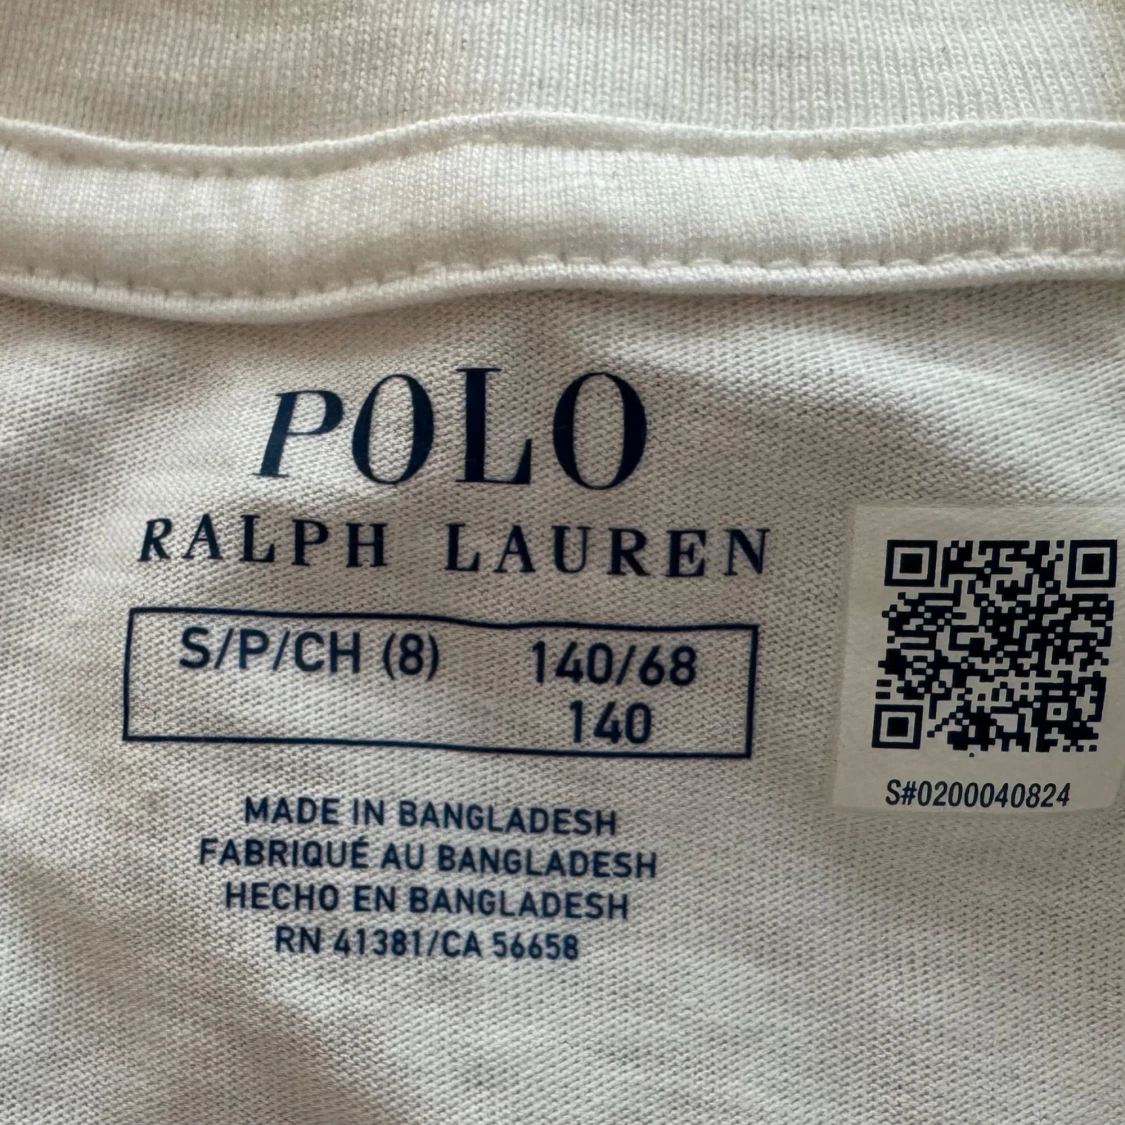 POLO
RALPH LAUREN
S/P/CH (8) 140/68
140
MADE IN BANGLADESH
FABRIQUÉ AU BANGLADESH
HECHO EN BANGLADESH
RN 41381/CA 56658
S#0200040824